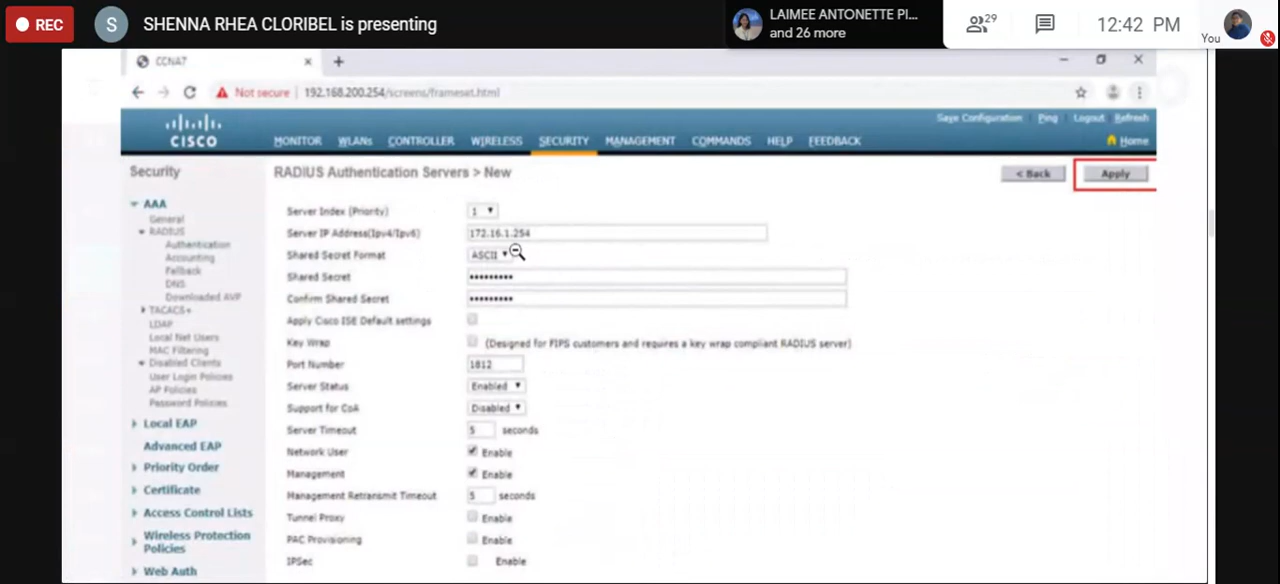 REC
S
SHENNA RHEA CLORIBEL is presenting
LAIMEE ANTONETTE PI...
and 26 more
29
12:42 PM
You
CCNA7
Not secure | 192.168.200.254/screens/frameset.html
Save Configuration Ping Logout Refresh
CISCO
MONITOR WLANs CONTROLLER WIRELESS SECURITY MANAGEMENT COMMANDS HELP FEEDBACK
Home
Security
AAA
General
RADIUS
Authentication
Accounting
Fallback
DNS
Downloaded AVP
TACACS+
LDAP
Local Net Users
MAC Filtering
Disabled Clients
User Login Policies
AP Policies
Password Policies
Local EAP
Advanced EAP
Priority Order
Certificate
Access Control Lists
Wireless Protection
Policies
Web Auth
RADIUS Authentication Servers > New
< Back
Apply
Server Index (Priority) 1
Server IP Address(Ipv4/Ipv6) 172.16.1.254
Shared Secret Format ASCII
Shared Secret •••••••••
Confirm Shared Secret •••••••••
Apply Cisco ISE Default settings
Key Wrap (Designed for FIPS customers and requires a key wrap compliant RADIUS server)
Port Number 1812
Server Status Enabled
Support for CoA Disabled
Server Timeout 5 seconds
Network User Enable
Management Enable
Management Retransmit Timeout 5 seconds
Tunnel Proxy Enable
PAC Provisioning Enable
IPSec Enable